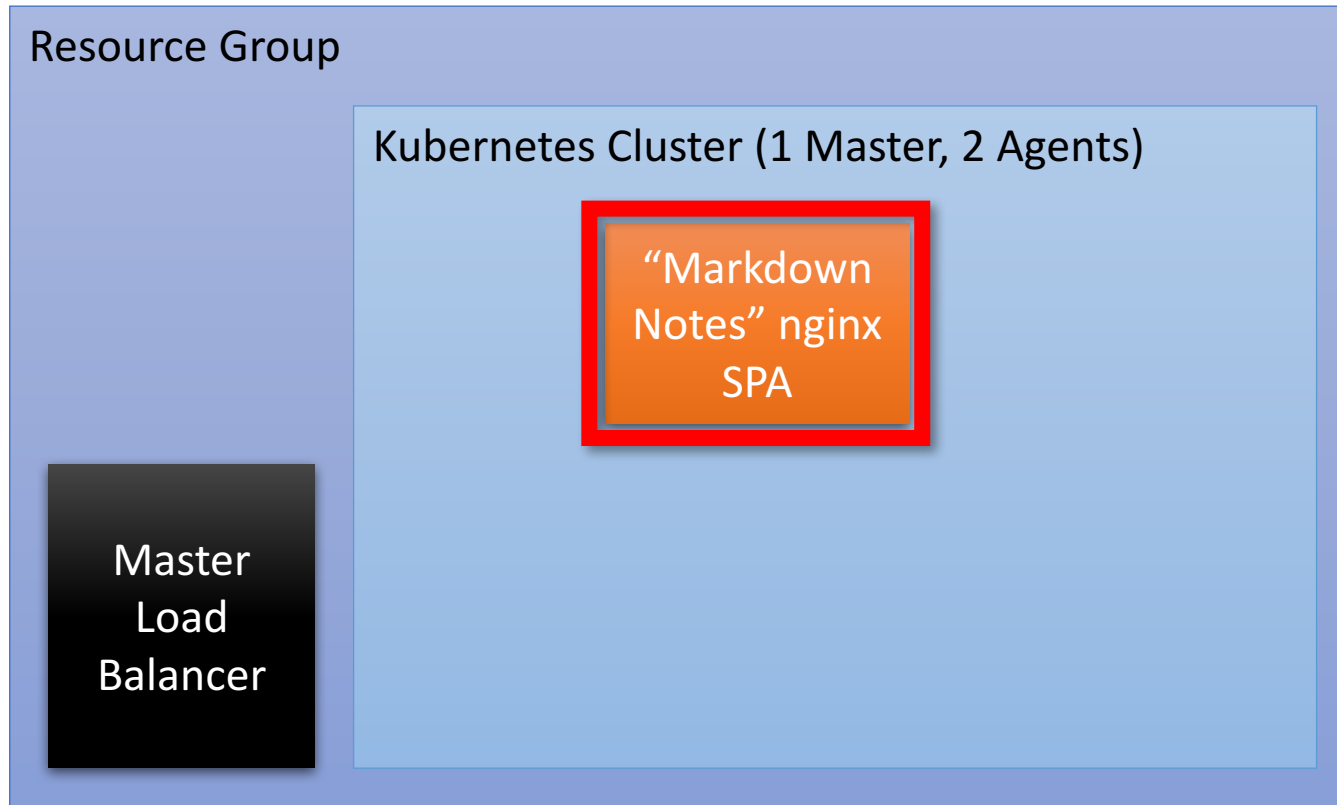 Resource Group
Kubernetes Cluster (1 Master, 2 Agents)
“Markdown
Notes” nginx
SPA
Master
Load
Balancer